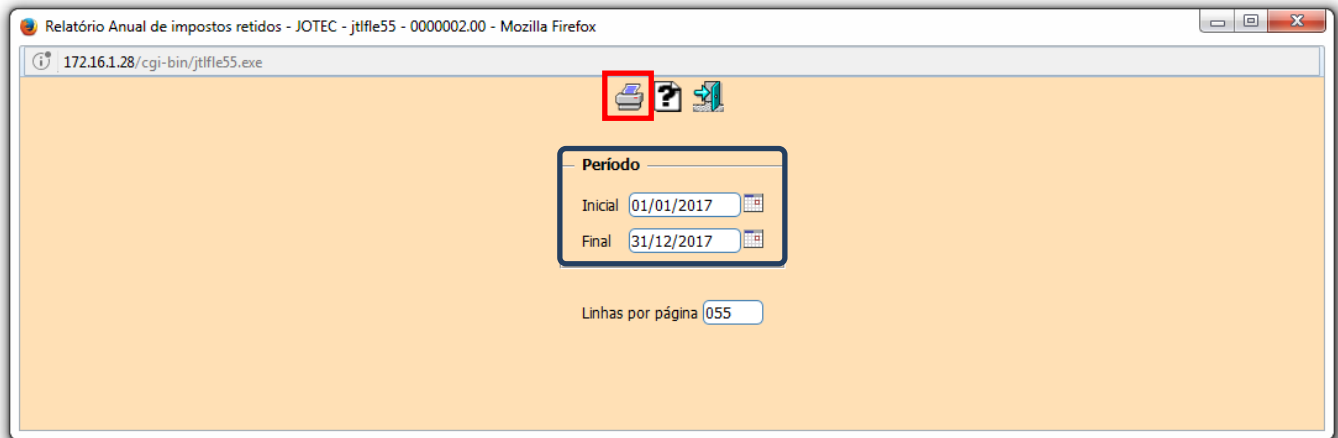 Relatório Anual de impostos retidos - JOTEC - jtlfle55 - 0000002.00 - Mozilla Firefox
172.16.1.28/cgi-bin/jtlfle55.exe
Período
Inicial 01/01/2017
Final 31/12/2017
Linhas por página 055